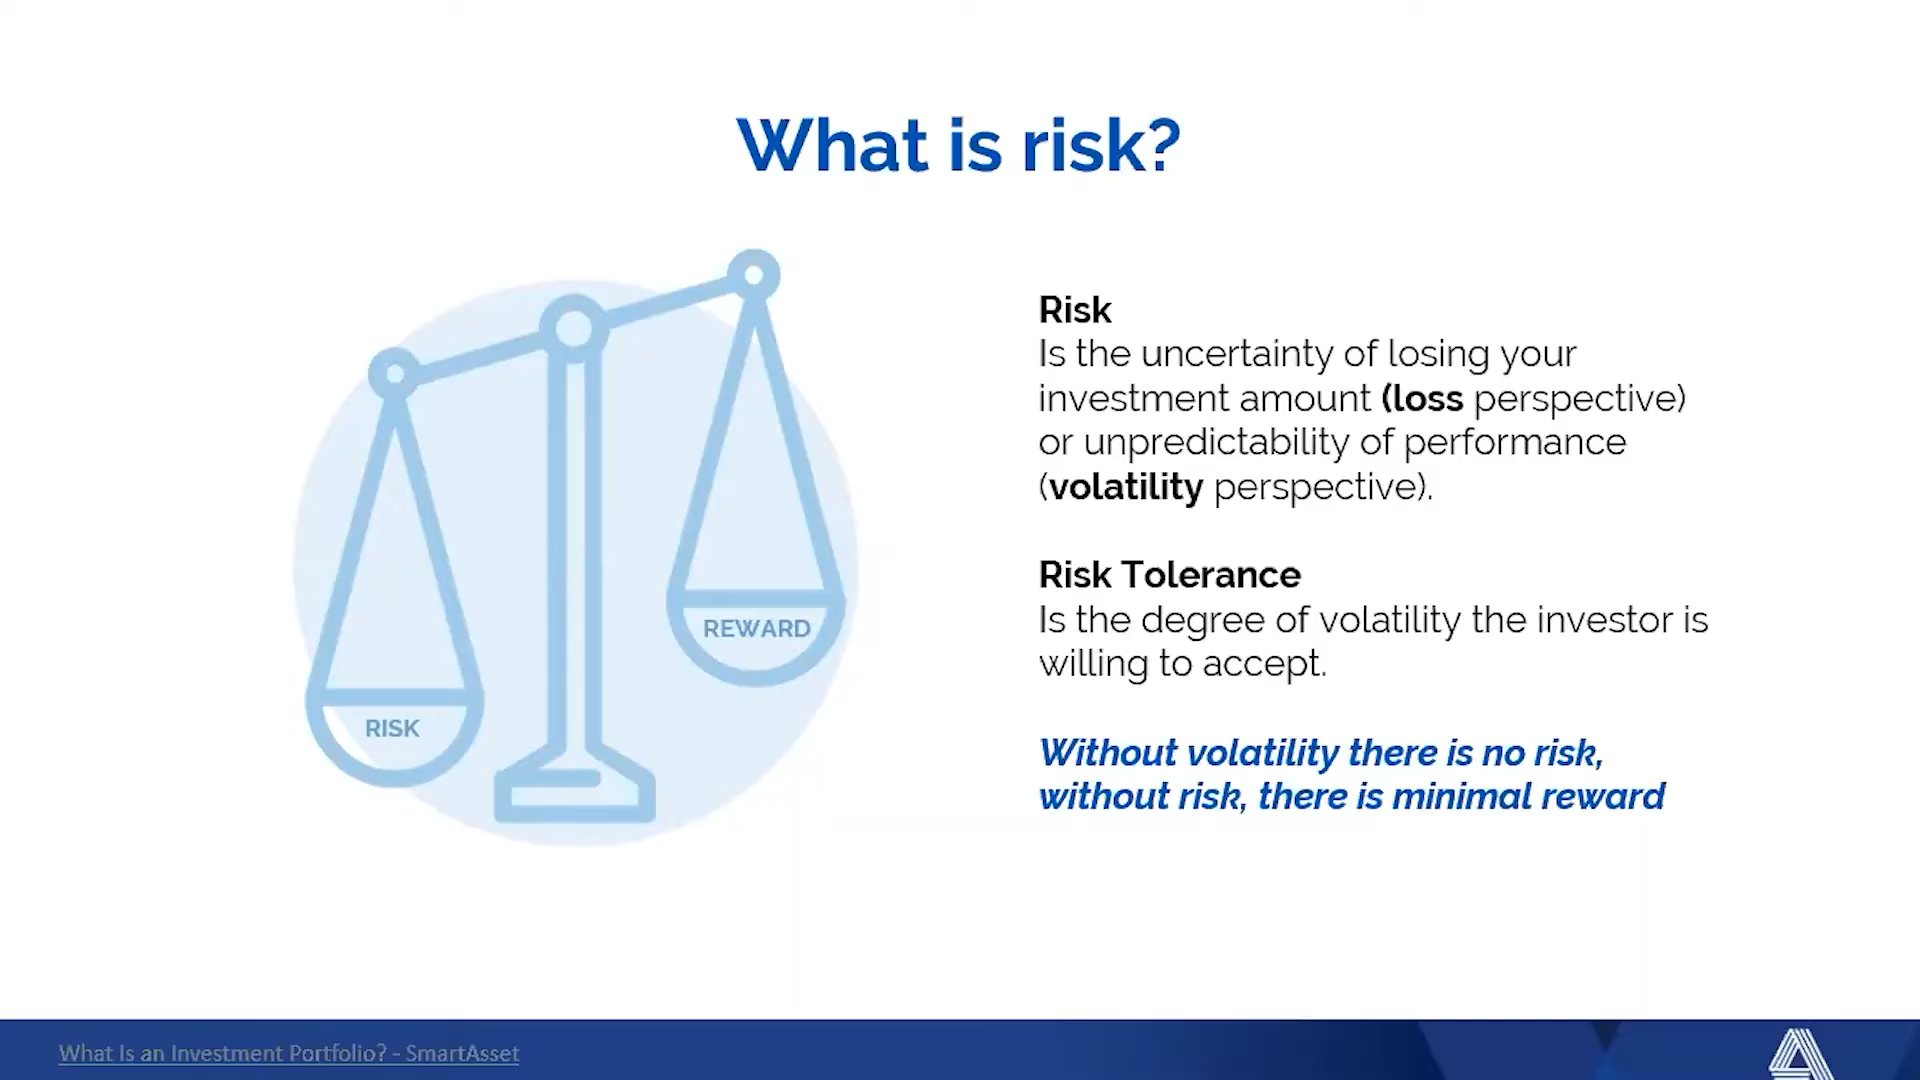 What is risk?
Risk
Is the uncertainty of losing your
investment amount (loss perspective)
or unpredictability of performance
(volatility perspective).
Risk Tolerance
Is the degree of volatility the investor is
willing to accept.
Without volatility there is no risk,
without risk, there is minimal reward
REWARD
RISK
What Is an Investment Portfolio? - SmartAsset